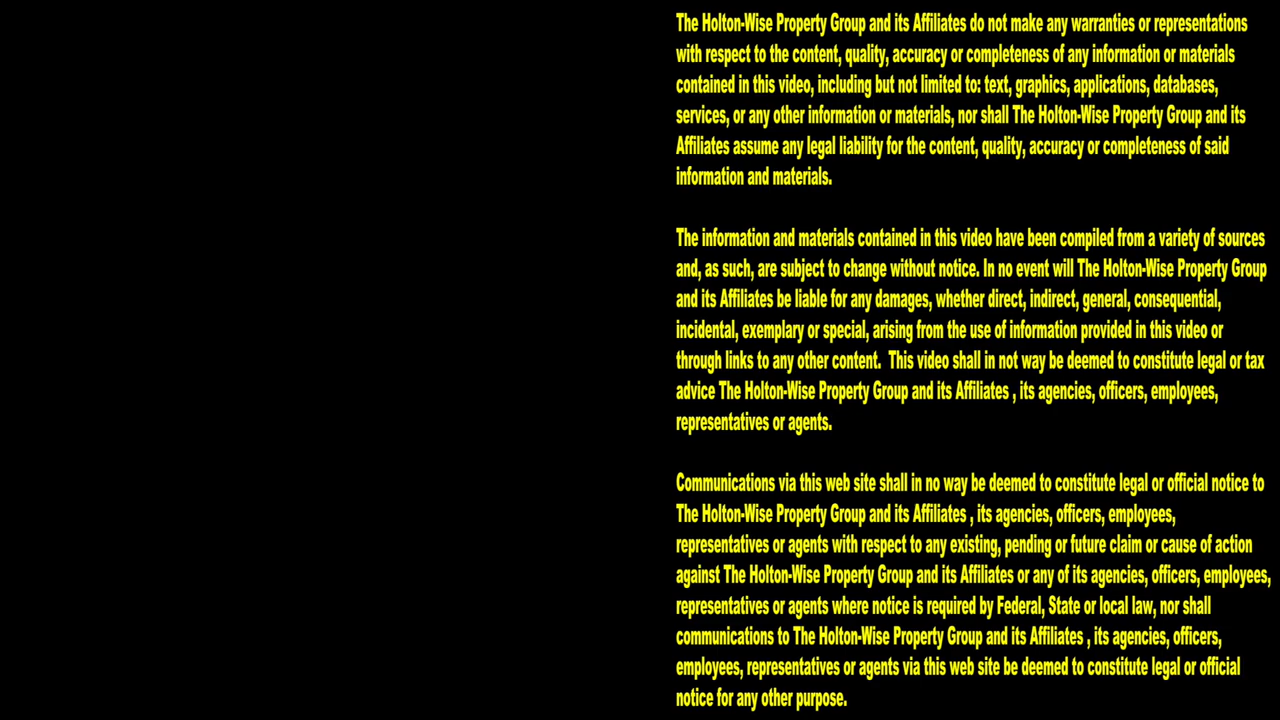 The Holton-Wise Property Group and its Affiliates do not make any warranties or representations
with respect to the content, quality, accuracy or completeness of any information or materials
contained in this video, including but not limited to: text, graphics, applications, databases,
services, or any other information or materials, nor shall The Holton-Wise Property Group and its
Affiliates assume any legal liability for the content, quality, accuracy or completeness of said
information and materials.
The information and materials contained in this video have been compiled from a variety of sources
and, as such, are subject to change without notice. In no event will The Holton-Wise Property Group
and its Affiliates be liable for any damages, whether direct, indirect, general, consequential,
incidental, exemplary or special, arising from the use of information provided in this video or
through links to any other content.  This video shall in not way be deemed to constitute legal or tax
advice The Holton-Wise Property Group and its Affiliates , its agencies, officers, employees,
representatives or agents.
Communications via this web site shall in no way be deemed to constitute legal or official notice to
The Holton-Wise Property Group and its Affiliates , its agencies, officers, employees,
representatives or agents with respect to any existing, pending or future claim or cause of action
against The Holton-Wise Property Group and its Affiliates or any of its agencies, officers, employees,
representatives or agents where notice is required by Federal, State or local law, nor shall
communications to The Holton-Wise Property Group and its Affiliates , its agencies, officers,
employees, representatives or agents via this web site be deemed to constitute legal or official
notice for any other purpose.